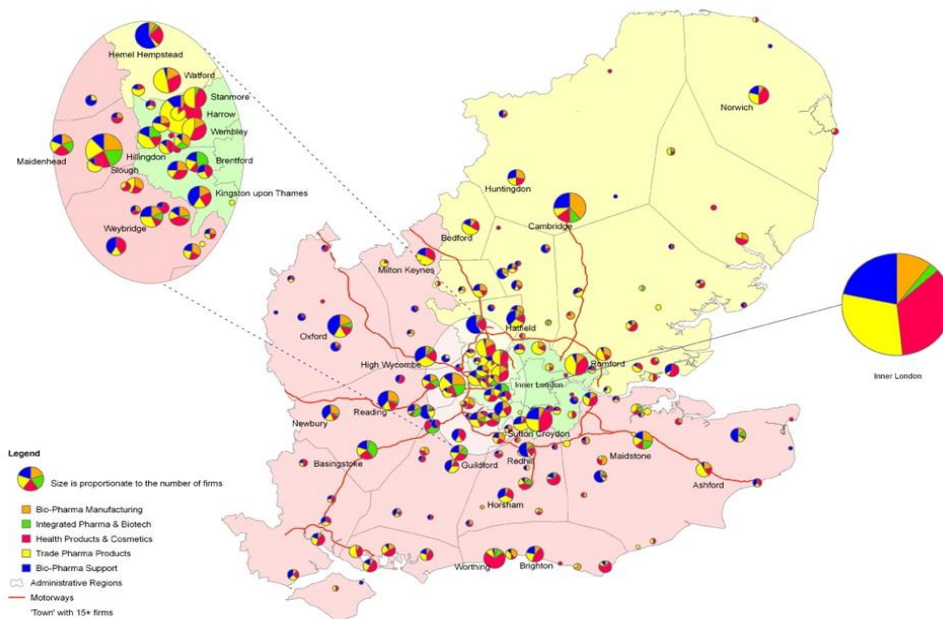 Hemel Hempstead
Watford
Stanmore
Harrow
Wembley
Maidenhead
Hillingdon
Brentford
Slough
Kingston upon Thames
Weybridge
Norwich
Huntingdon
Cambridge
Bedford
Milton Keynes
Oxford
Hatfield
High Wycombe
Romford
Inner London
Inner London
Reading
Newbury
Sutton Croydon
Basingstoke
Guildford
Redhill
Maidstone
Ashford
Horsham
Worthing
Brighton
Legend
Size is proportionate to the number of firms
Bio-Pharma Manufacturing
Integrated Pharma & Biotech
Health Products & Cosmetics
Trade Pharma Products
Bio-Pharma Support
Administrative Regions
Motorways
'Town' with 15+ firms